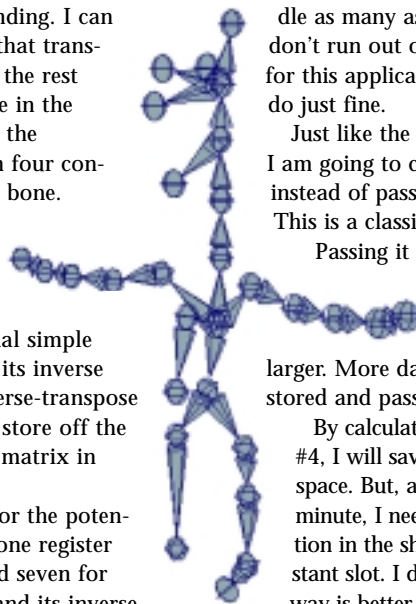 nding. I can
that trans-
the rest
e in the
the
four con-
bone.
al simple
its inverse
erse-transpose
store off the
matrix in
or the poten-
one register
d seven for
and its inverse
dle as many as
don't run out o
for this applica
do just fine.
Just like the
I am going to c
instead of pass
This is a classi
Passing it
larger. More da
stored and pass
By calculat
#4, I will sav
space. But, a
minute, I nee
tion in the sh
stant slot. I d
way is better